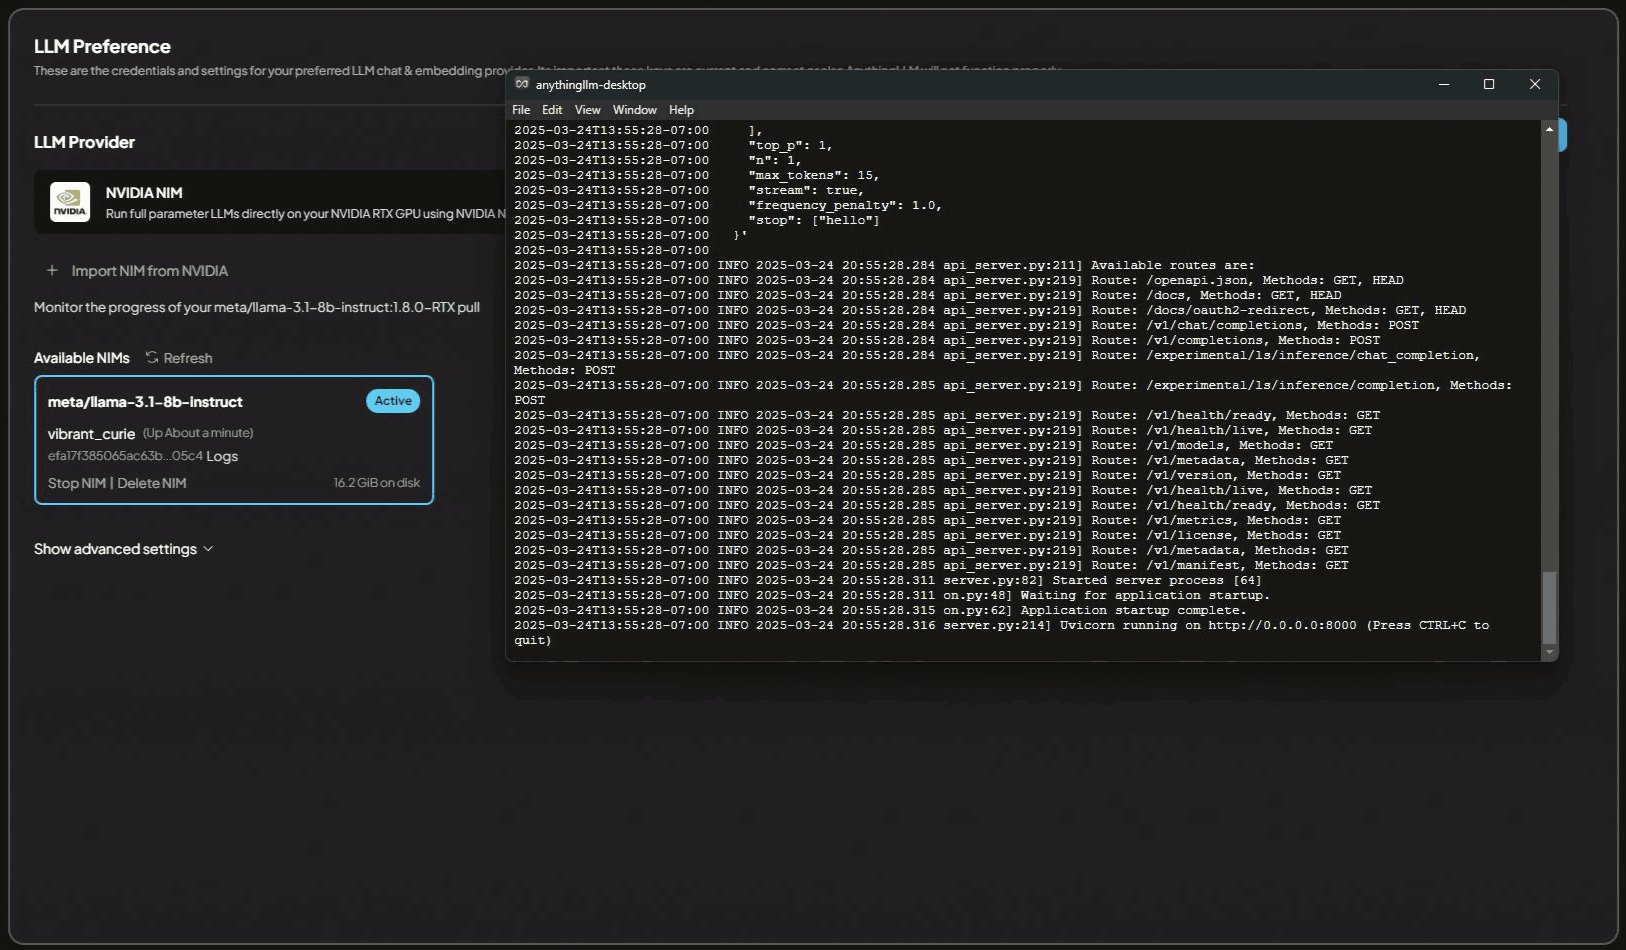 LLM Preference
These are the credentials and settings for your preferred LLM chat & embedding
LLM Provider
NVIDIA
NVIDIA NIM
Run full parameter LLMs directly on your NVIDIA RTX GPU using NVIDIA
+ Import NIM from NVIDIA
Monitor the progress of your meta/llama-3.1-8b-instruct:1.8.0-RTX pull
Available NIMs Refresh
meta/llama-3.1-8b-instruct Active
vibrant_curie (Up About a minute)
efa17f385065ac63b...05c4 Logs
Stop NIM | Delete NIM 16.2 GiB on disk
Show advanced settings
anythingllm-desktop
File Edit View Window Help
2025-03-24T13:55:28-07:00 ],
2025-03-24T13:55:28-07:00 "top_p": 1,
2025-03-24T13:55:28-07:00 "n": 1,
2025-03-24T13:55:28-07:00 "max_tokens": 15,
2025-03-24T13:55:28-07:00 "stream": true,
2025-03-24T13:55:28-07:00 "frequency_penalty": 1.0,
2025-03-24T13:55:28-07:00 "stop": ["hello"]
2025-03-24T13:55:28-07:00 }'
2025-03-24T13:55:28-07:00
2025-03-24T13:55:28-07:00 INFO 2025-03-24 20:55:28.284 api_server.py:211] Available routes are:
2025-03-24T13:55:28-07:00 INFO 2025-03-24 20:55:28.284 api_server.py:219] Route: /openapi.json, Methods: GET, HEAD
2025-03-24T13:55:28-07:00 INFO 2025-03-24 20:55:28.284 api_server.py:219] Route: /docs, Methods: GET, HEAD
2025-03-24T13:55:28-07:00 INFO 2025-03-24 20:55:28.284 api_server.py:219] Route: /docs/oauth2-redirect, Methods: GET, HEAD
2025-03-24T13:55:28-07:00 INFO 2025-03-24 20:55:28.284 api_server.py:219] Route: /v1/chat/completions, Methods: POST
2025-03-24T13:55:28-07:00 INFO 2025-03-24 20:55:28.284 api_server.py:219] Route: /v1/completions, Methods: POST
2025-03-24T13:55:28-07:00 INFO 2025-03-24 20:55:28.284 api_server.py:219] Route: /experimental/ls/inference/chat_completion,
Methods: POST
2025-03-24T13:55:28-07:00 INFO 2025-03-24 20:55:28.285 api_server.py:219] Route: /experimental/ls/inference/completion, Methods:
POST
2025-03-24T13:55:28-07:00 INFO 2025-03-24 20:55:28.285 api_server.py:219] Route: /v1/health/ready, Methods: GET
2025-03-24T13:55:28-07:00 INFO 2025-03-24 20:55:28.285 api_server.py:219] Route: /v1/health/live, Methods: GET
2025-03-24T13:55:28-07:00 INFO 2025-03-24 20:55:28.285 api_server.py:219] Route: /v1/models, Methods: GET
2025-03-24T13:55:28-07:00 INFO 2025-03-24 20:55:28.285 api_server.py:219] Route: /v1/metadata, Methods: GET
2025-03-24T13:55:28-07:00 INFO 2025-03-24 20:55:28.285 api_server.py:219] Route: /v1/version, Methods: GET
2025-03-24T13:55:28-07:00 INFO 2025-03-24 20:55:28.285 api_server.py:219] Route: /v1/health/live, Methods: GET
2025-03-24T13:55:28-07:00 INFO 2025-03-24 20:55:28.285 api_server.py:219] Route: /v1/health/ready, Methods: GET
2025-03-24T13:55:28-07:00 INFO 2025-03-24 20:55:28.285 api_server.py:219] Route: /v1/metrics, Methods: GET
2025-03-24T13:55:28-07:00 INFO 2025-03-24 20:55:28.285 api_server.py:219] Route: /v1/license, Methods: GET
2025-03-24T13:55:28-07:00 INFO 2025-03-24 20:55:28.285 api_server.py:219] Route: /v1/metadata, Methods: GET
2025-03-24T13:55:28-07:00 INFO 2025-03-24 20:55:28.285 api_server.py:219] Route: /v1/manifest, Methods: GET
2025-03-24T13:55:28-07:00 INFO 2025-03-24 20:55:28.311 server.py:82] Started server process [64]
2025-03-24T13:55:28-07:00 INFO 2025-03-24 20:55:28.311 on.py:48] Waiting for application startup.
2025-03-24T13:55:28-07:00 INFO 2025-03-24 20:55:28.315 on.py:62] Application startup complete.
2025-03-24T13:55:28-07:00 INFO 2025-03-24 20:55:28.316 server.py:214] Uvicorn running on http://0.0.0.0:8000 (Press CTRL+C to
quit)